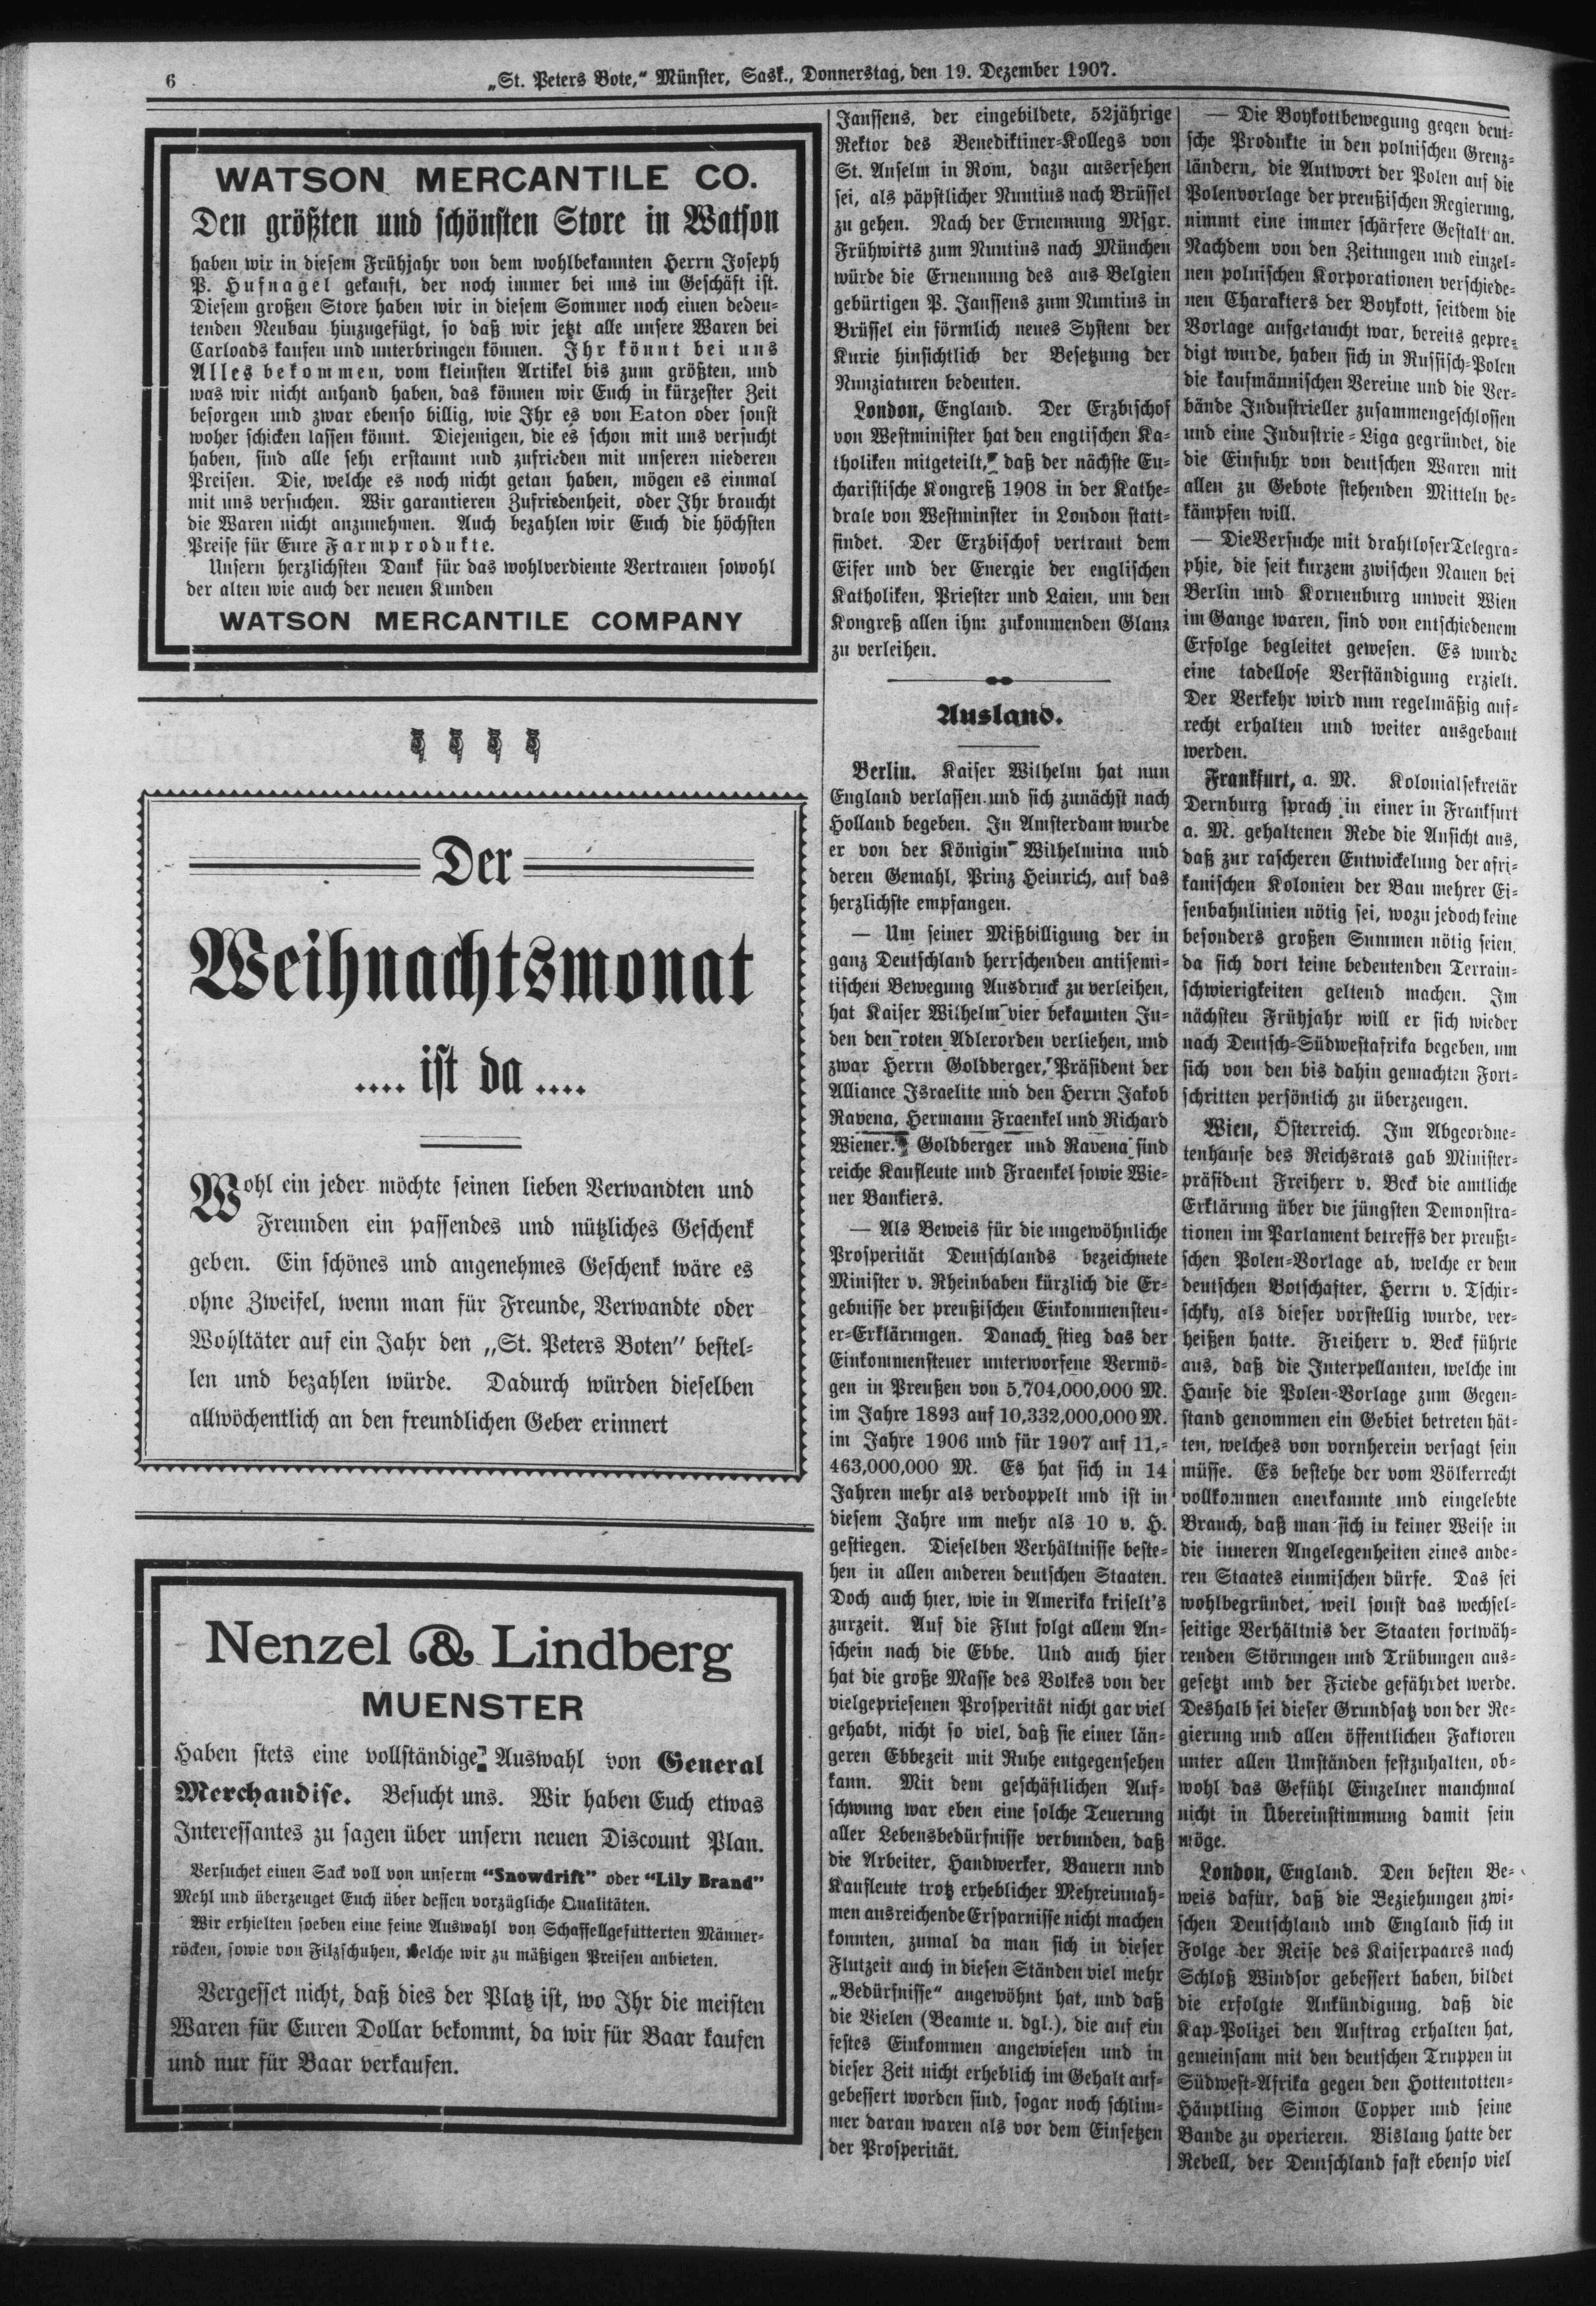 6
„St. Peters Bote,“ Münster, Sask., Donnerstag, den 19. Dezember 1907.
WATSON MERCANTILE CO.
Den größten und schönsten Store in Watson
haben wir in diesem Frühjahr von dem wohlbekannten Herrn Joseph
P. Hufnagel gekauft, der noch immer bei uns im Geschäft ist.
Diesem großen Store haben wir in diesem Sommer noch einen bedeu-
tenden Neubau hinzugefügt, so daß wir jetzt alle unsere Waren bei
Carloads kaufen und unterbringen können. Ihr könnt bei uns
Alles bekommen, vom kleinsten Artikel bis zum größten, und
was wir nicht anhand haben, das können wir Euch in kürzester Zeit
besorgen und zwar ebenso billig, wie Ihr es von Eaton oder sonst
woher schicken lassen könnt. Diejenigen, die es schon mit uns versucht
haben, sind alle sehr erstaunt und zufrieden mit unseren niederen
Preisen. Die, welche es noch nicht getan haben, mögen es einmal
mit uns versuchen. Wir garantieren Zufriedenheit, oder Ihr braucht
die Waren nicht anzunehmen. Auch bezahlen wir Euch die höchsten
Preise für Eure Farmprodukte.
Unsern herzlichsten Dank für das wohlverdiente Vertrauen sowohl
der alten wie auch der neuen Kunden
WATSON MERCANTILE COMPANY
Der
Weihnachtsmonat
.... ist da ....
Wohl ein jeder möchte seinen lieben Verwandten und
Freunden ein passendes und nützliches Geschenk
geben. Ein schönes und angenehmes Geschenk wäre es
ohne Zweifel, wenn man für Freunde, Verwandte oder
Wohltäter auf ein Jahr den „St. Peters Boten“ bestel-
len und bezahlen würde. Dadurch würden dieselben
allwöchentlich an den freundlichen Geber erinnert
Nenzel & Lindberg
MUENSTER
Haben stets eine vollständige Auswahl von General
Merchandise. Besucht uns. Wir haben Euch etwas
Interessantes zu sagen über unsern neuen Discount Plan.
Versuchet einen Sack voll von unserm “Snowdrift” oder “Lily Brand”
Mehl und überzeuget Euch über dessen vorzügliche Qualitäten.
Wir erhielten soeben eine feine Auswahl von Schaffellgefütterten Männer-
röcken, sowie von Filzschuhen, welche wir zu mäßigen Preisen anbieten.
Vergesset nicht, daß dies der Platz ist, wo Ihr die meisten
Waren für Euren Dollar bekommt, da wir für Baar kaufen
und nur für Baar verkaufen.
Janssens, der eingebildete, 52jährige
Rektor des Benediktiner-Kollegs von
St. Anselm in Rom, dazu ausersehen
sei, als päpstlicher Nuntius nach Brüssel
zu gehen. Nach der Ernennung Msgr.
Frühwirts zum Nuntius nach München
würde die Ernennung des aus Belgien
gebürtigen P. Janssens zum Nuntius in
Brüssel ein förmlich neues System der
Kurie hinsichtlich der Besetzung der
Nunziaturen bedeuten.
London, England. Der Erzbischof
von Westminister hat den englischen Ka-
tholiken mitgeteilt, daß der nächste Eu-
charistische Kongreß 1908 in der Kathe-
drale von Westminster in London statt-
findet. Der Erzbischof vertraut dem
Eifer und der Energie der englischen
Katholiken, Priester und Laien, um den
Kongreß allen ihm zukommenden Glanz
zu verleihen.
Ausland.
Berlin. Kaiser Wilhelm hat nun
England verlassen und sich zunächst nach
Holland begeben. In Amsterdam wurde
er von der Königin Wilhelmina und
deren Gemahl, Prinz Heinrich, auf das
herzlichste empfangen.
— Um seiner Mißbilligung der in
ganz Deutschland herrschenden antisemi-
tischen Bewegung Ausdruck zu verleihen,
hat Kaiser Wilhelm vier bekannten Ju-
den den roten Adlerorden verliehen, und
zwar Herrn Goldberger, Präsident der
Alliance Israelite und den Herrn Jakob
Ravena, Hermann Fraenkel und Richard
Wiener. Goldberger und Ravena sind
reiche Kaufleute und Fraenkel sowie Wie-
ner Bankiers.
— Als Beweis für die ungewöhnliche
Prosperität Deutschlands bezeichnete
Minister v. Rheinbaben kürzlich die Er-
gebnisse der preußischen Einkommensteu-
er-Erklärungen. Danach stieg das der
Einkommensteuer unterworfene Vermö-
gen in Preußen von 5,704,000,000 M.
im Jahre 1893 auf 10,332,000,000 M.
im Jahre 1906 und für 1907 auf 11,-
463,000,000 M. Es hat sich in 14
Jahren mehr als verdoppelt und ist in
diesem Jahre um mehr als 10 v. H.
gestiegen. Dieselben Verhältnisse beste-
hen in allen anderen deutschen Staaten.
Doch auch hier, wie in Amerika kriselt's
zurzeit. Auf die Flut folgt allem An-
schein nach die Ebbe. Und auch hier
hat die große Masse des Volkes von der
vielgepriesenen Prosperität nicht gar viel
gehabt, nicht so viel, daß sie einer län-
geren Ebbezeit mit Ruhe entgegensehen
kann. Mit dem geschäftlichen Auf-
schwung war eben eine solche Teuerung
aller Lebensbedürfnisse verbunden, daß
die Arbeiter, Handwerker, Bauern und
Kaufleute trotz erheblicher Mehreinnah-
men ausreichende Ersparnisse nicht machen
konnten, zumal da man sich in dieser
Flutzeit auch in diesen Ständen viel mehr
„Bedürfnisse“ angewöhnt hat, und daß
die Vielen (Beamte u. dgl.), die auf ein
festes Einkommen angewiesen und in
dieser Zeit nicht erheblich im Gehalt auf-
gebessert worden sind, sogar noch schlim-
mer daran waren als vor dem Einsetzen
der Prosperität.
— Die Boykottbewegung gegen deut-
sche Produkte in den polnischen Grenz-
ländern, die Antwort der Polen auf die
Polenvorlage der preußischen Regierung,
nimmt eine immer schärfere Gestalt an.
Nachdem von den Zeitungen und einzel-
nen polnischen Korporationen verschiede-
nen Charakters der Boykott, seitdem die
Vorlage aufgetaucht war, bereits gepre-
digt wurde, haben sich in Russisch-Polen
die kaufmännischen Vereine und die Ver-
bände Industrieller zusammengeschlossen
und eine Industrie-Liga gegründet, die
die Einfuhr von deutschen Waren mit
allen zu Gebote stehenden Mitteln be-
kämpfen will.
— Die Versuche mit drahtloser Telegra-
phie, die seit kurzem zwischen Nauen bei
Berlin und Korneuburg unweit Wien
im Gange waren, sind von entschiedenem
Erfolge begleitet gewesen. Es wurde
eine tadellose Verständigung erzielt.
Der Verkehr wird nun regelmäßig auf-
recht erhalten und weiter ausgebaut
werden.
Frankfurt, a. M. Kolonialsekretär
Dernburg sprach in einer in Frankfurt
a. M. gehaltenen Rede die Ansicht aus,
daß zur rascheren Entwickelung der afri-
kanischen Kolonien der Bau mehrer Ei-
senbahnlinien nötig sei, wozu jedoch keine
besonders großen Summen nötig seien,
da sich dort keine bedeutenden Terrain-
schwierigkeiten geltend machen. Im
nächsten Frühjahr will er sich wieder
nach Deutsch-Südwestafrika begeben, um
sich von den bis dahin gemachten Fort-
schritten persönlich zu überzeugen.
Wien, Österreich. Im Abgeordne-
tenhause des Reichsrats gab Minister-
präsident Freiherr v. Beck die amtliche
Erklärung über die jüngsten Demonstra-
tionen im Parlament betreffs der preußi-
schen Polen-Vorlage ab, welche er dem
deutschen Botschafter, Herrn v. Tschir-
schky, als dieser vorstellig wurde, ver-
heißen hatte. Freiherr v. Beck führte
aus, daß die Interpellanten, welche im
Hause die Polen-Vorlage zum Gegen-
stand genommen ein Gebiet betreten hät-
ten, welches von vornherein versagt sein
müsse. Es bestehe der vom Völkerrecht
vollkommen anerkannte und eingelebte
Brauch, daß man sich in keiner Weise in
die inneren Angelegenheiten eines ande-
ren Staates einmischen dürfe. Das sei
wohlbegründet, weil sonst das wechsel-
seitige Verhältnis der Staaten fortwäh-
renden Störungen und Trübungen aus-
gesetzt und der Friede gefährdet werde.
Deshalb sei dieser Grundsatz von der Re-
gierung und allen öffentlichen Faktoren
unter allen Umständen festzuhalten, ob-
wohl das Gefühl Einzelner manchmal
nicht in Übereinstimmung damit sein
möge.
London, England. Den besten Be-
weis dafür, daß die Beziehungen zwi-
schen Deutschland und England sich in
Folge der Reise des Kaiserpaares nach
Schloß Windsor gebessert haben, bildet
die erfolgte Ankündigung, daß die
Kap-Polizei den Auftrag erhalten hat,
gemeinsam mit den deutschen Truppen in
Südwest-Afrika gegen den Hottentotten-
Häuptling Simon Copper und seine
Bande zu operieren. Bislang hatte der
Rebell, der Deutschland fast ebenso viel